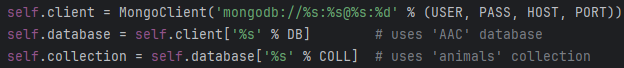 self.client = MongoClient('mongodb://%s:%s@%s:%d' % (USER, PASS, HOST, PORT))
self.database = self.client['%s' % DB]        # uses 'AAC' database
self.collection = self.database['%s' % COLL]  # uses 'animals' collection